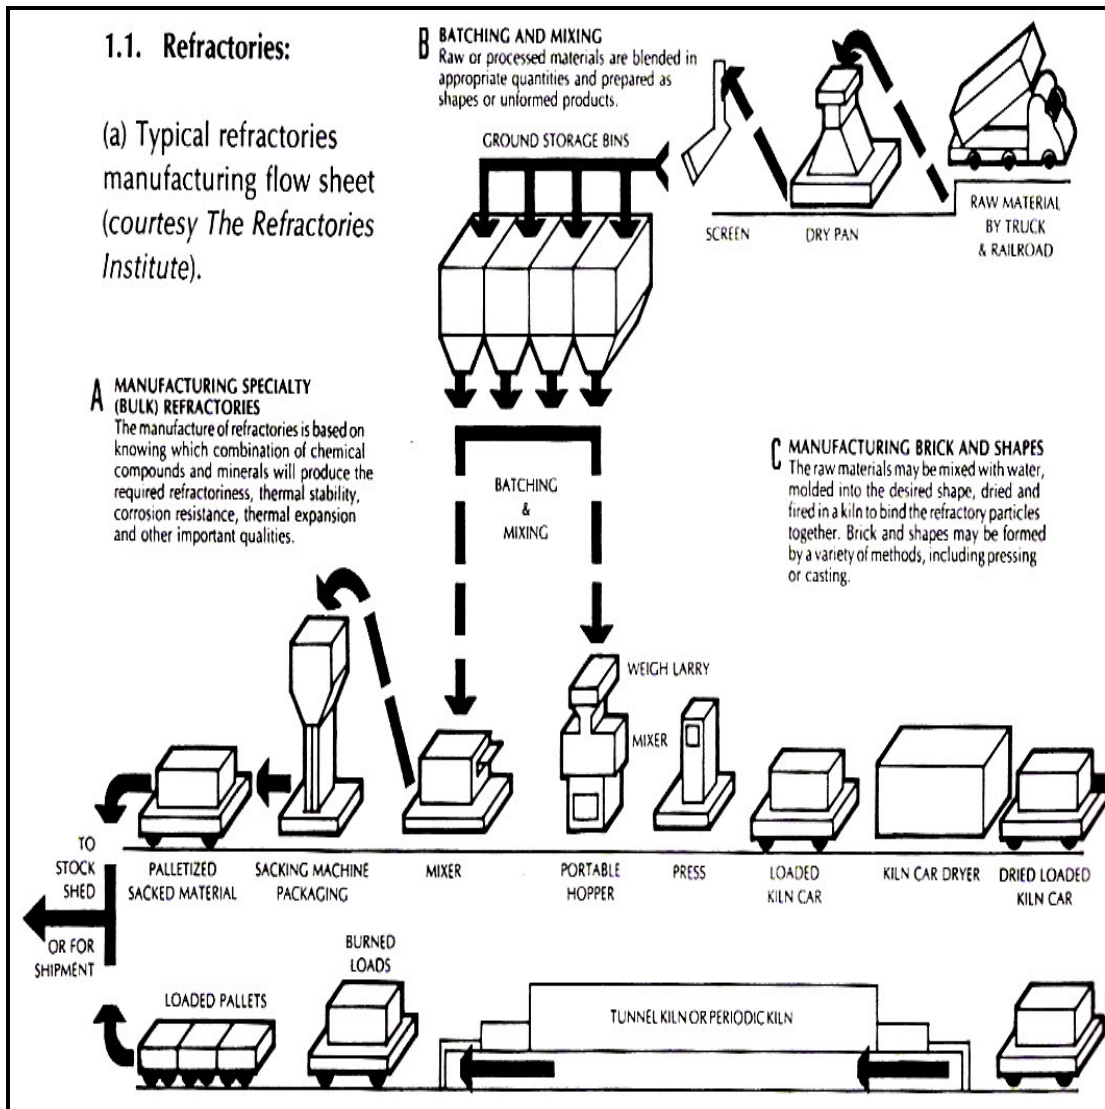 1.1. Refractories:
(a) Typical refractories
manufacturing flow sheet
(courtesy The Refractories
Institute).
B BATCHING AND MIXING
Raw or processed materials are blended in
appropriate quantities and prepared as
shapes or unformed products.
GROUND STORAGE BINS
SCREEN
DRY PAN
RAW MATERIAL
BY TRUCK
& RAILROAD
A MANUFACTURING SPECIALTY
(BULK) REFRACTORIES
The manufacture of refractories is based on
knowing which combination of chemical
compounds and minerals will produce the
required refractoriness, thermal stability,
corrosion resistance, thermal expansion
and other important qualities.
BATCHING
&
MIXING
C MANUFACTURING BRICK AND SHAPES
The raw materials may be mixed with water,
molded into the desired shape, dried and
fired in a kiln to bind the refractory particles
together. Brick and shapes may be formed
by a variety of methods, including pressing
or casting.
WEIGH LARRY
MIXER
TO
STOCK
SHED
PALLETIZED
SACKED MATERIAL
SACKING MACHINE
PACKAGING
MIXER
PORTABLE
HOPPER
PRESS
LOADED
KILN CAR
KILN CAR DRYER
DRIED LOADED
KILN CAR
OR FOR
SHIPMENT
BURNED
LOADS
LOADED PALLETS
TUNNEL KILN OR PERIODIC KILN